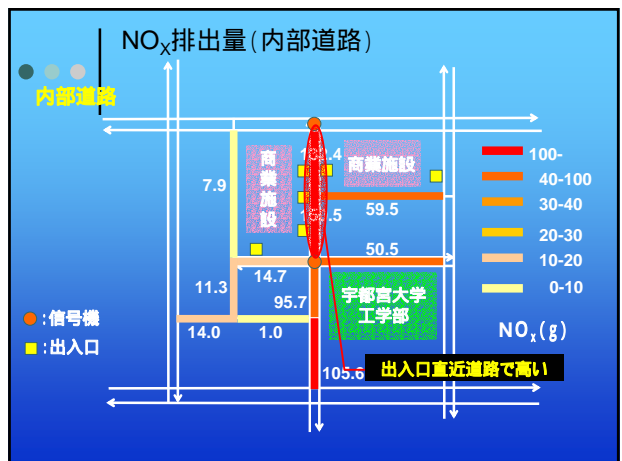 NOX排出量(内部道路)
内部道路
商業施設
商業施設
7.9
59.5
50.5
14.7
11.3
95.7
14.0
1.0
105.6
宇都宮大学
工学部
100-
40-100
30-40
20-30
10-20
0-10
NOx(g)
:信号機
:出入口
出入口直近道路で高い